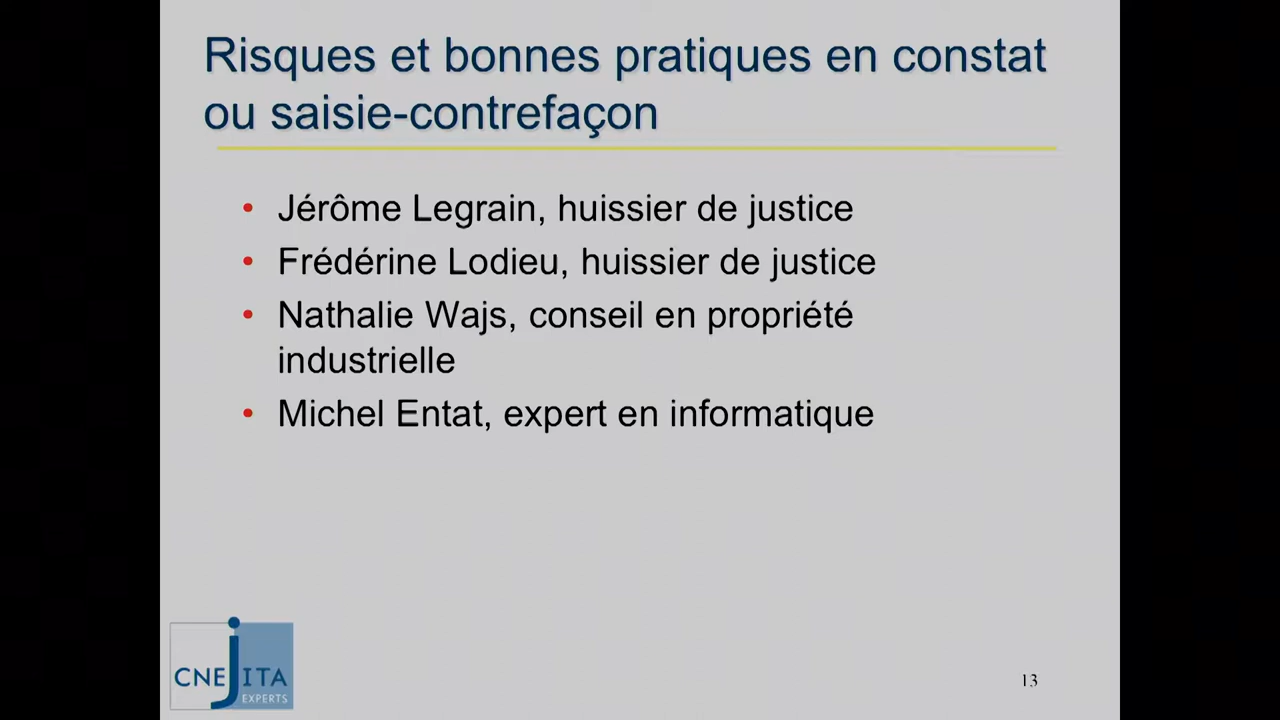 Risques et bonnes pratiques en constat
ou saisie-contrefaçon
• Jérôme Legrain, huissier de justice
• Frédérine Lodieu, huissier de justice
• Nathalie Wajs, conseil en propriété
industrielle
• Michel Entat, expert en informatique
CNEJITA
EXPERTS
13